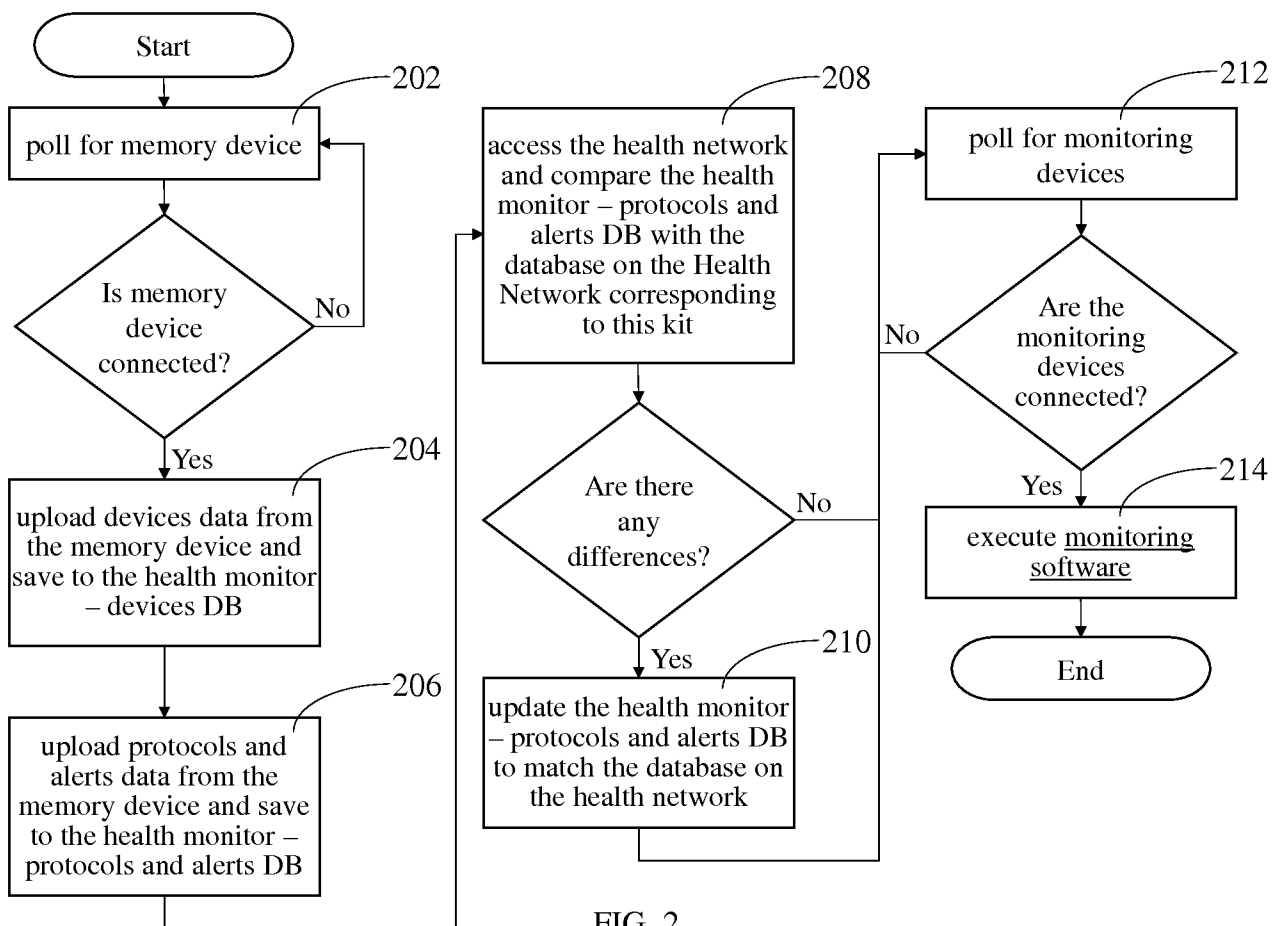 Start
202
poll for memory device
Is memory
device
connected?
No
Yes
204
upload devices data from
the memory device and
save to the health monitor
– devices DB
206
upload protocols and
alerts data from the
memory device and save
to the health monitor –
protocols and alerts DB
208
access the health network
and compare the health
monitor – protocols and
alerts DB with the
database on the Health
Network corresponding
to this kit
Are there
any
differences?
No
Yes
210
update the health monitor
– protocols and alerts DB
to match the database on
the health network
212
poll for monitoring
devices
Are the
monitoring
devices
connected?
No
Yes
214
execute monitoring
software
End
FIG. 2